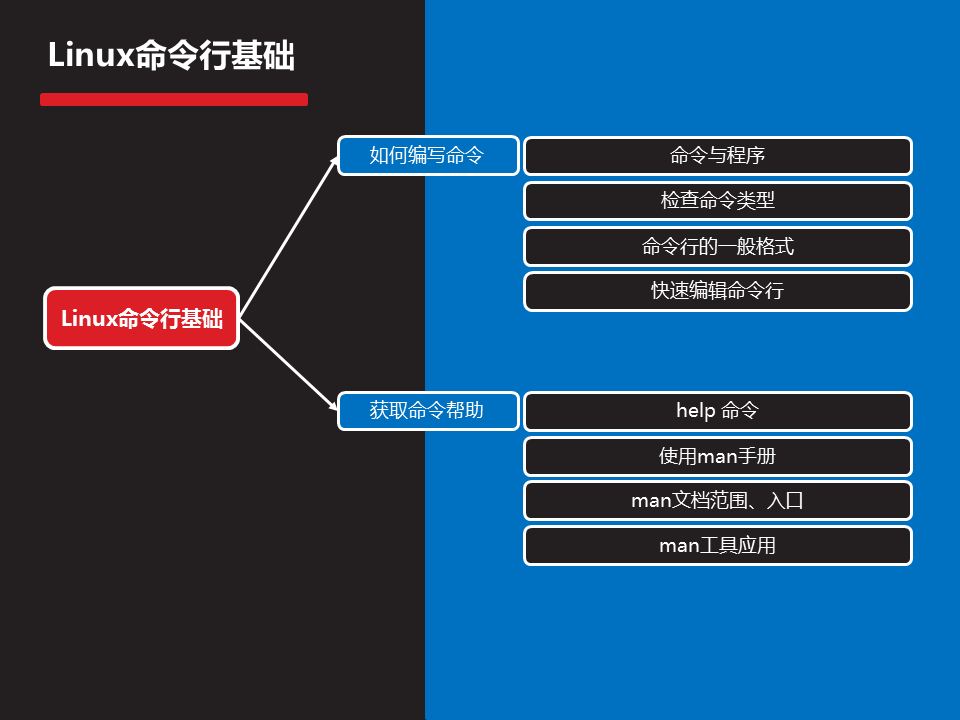 Linux命令行基础
如何编写命令
命令与程序
检查命令类型
命令行的一般格式
快速编辑命令行
Linux命令行基础
获取命令帮助
help 命令
使用man手册
man文档范围、入口
man工具应用